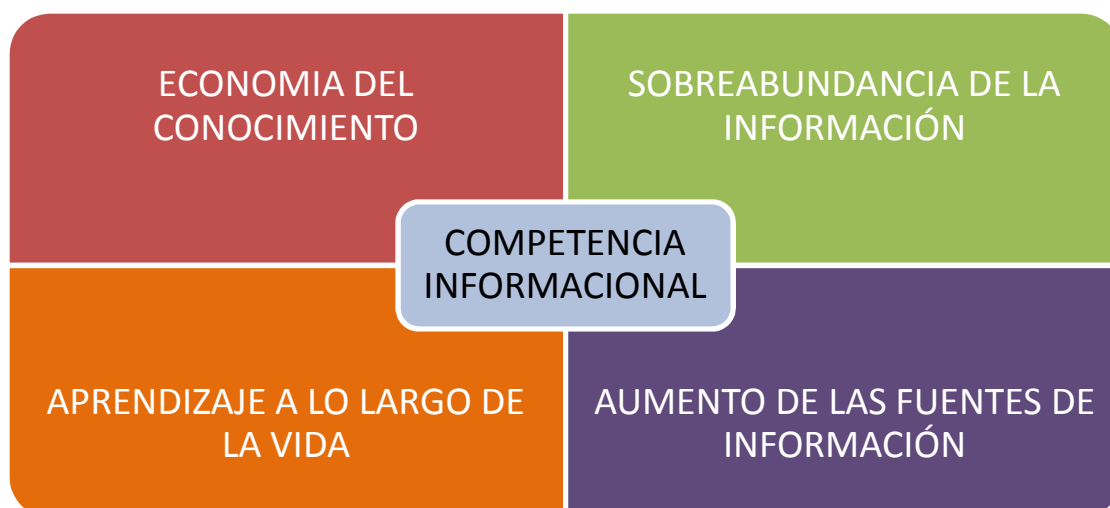 ECONOMIA DEL
CONOCIMIENTO
SOBREABUNDANCIA DE LA
INFORMACIÓN
COMPETENCIA
INFORMACIONAL
APRENDIZAJE A LO LARGO DE
LA VIDA
AUMENTO DE LAS FUENTES DE
INFORMACIÓN